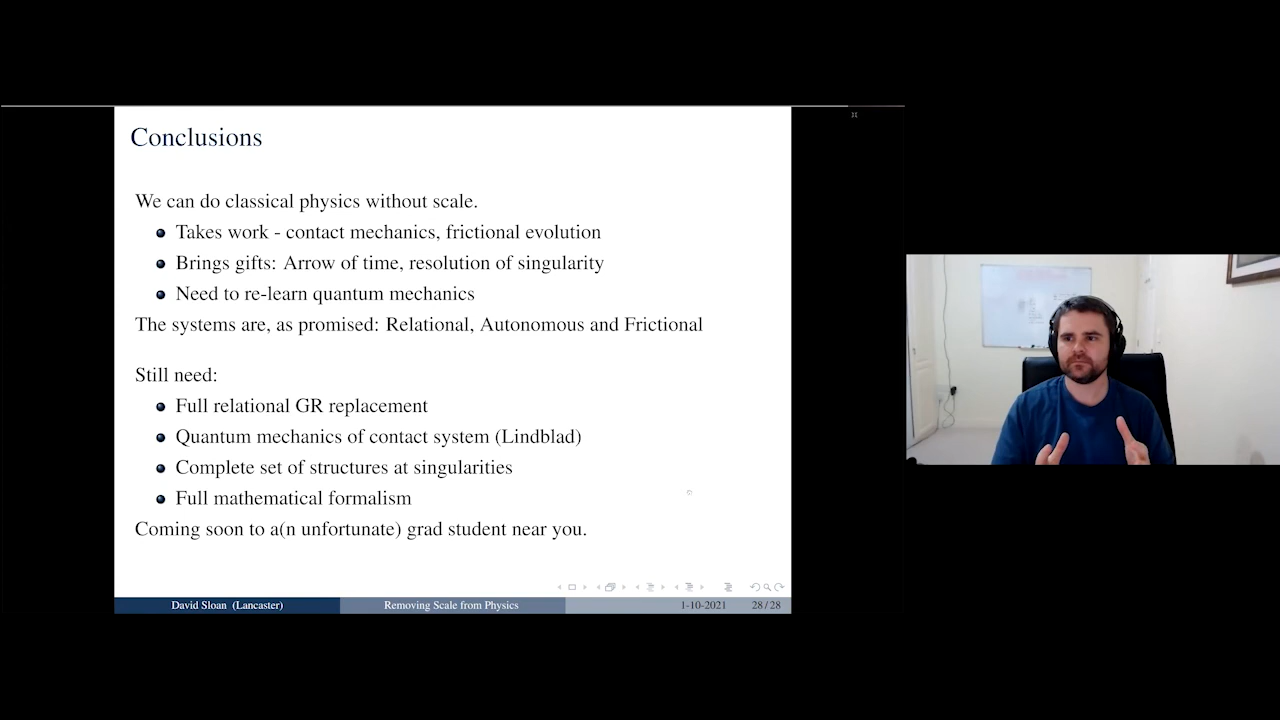 Conclusions
We can do classical physics without scale.
Takes work - contact mechanics, frictional evolution
Brings gifts: Arrow of time, resolution of singularity
Need to re-learn quantum mechanics
The systems are, as promised: Relational, Autonomous and Frictional
Still need:
Full relational GR replacement
Quantum mechanics of contact system (Lindblad)
Complete set of structures at singularities
Full mathematical formalism
Coming soon to a(n unfortunate) grad student near you.
David Sloan (Lancaster) Removing Scale from Physics 1-10-2021 28 / 28